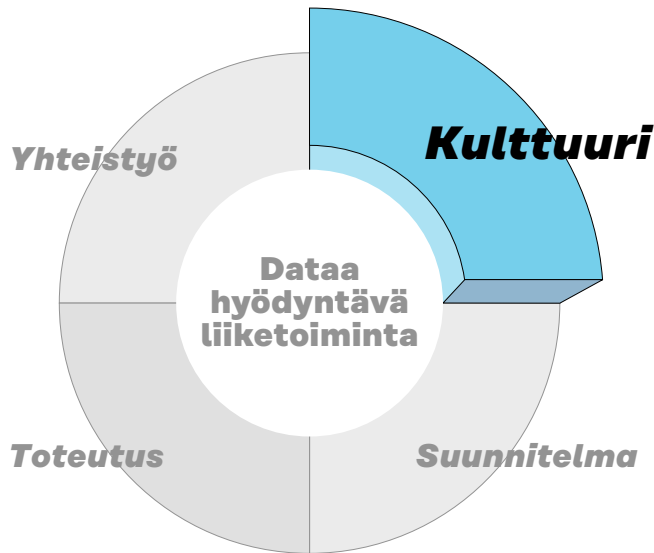 Kulttuuri
Yhteistyö
Dataa
hyödyntävä
liiketoiminta
Toteutus
Suunnitelma